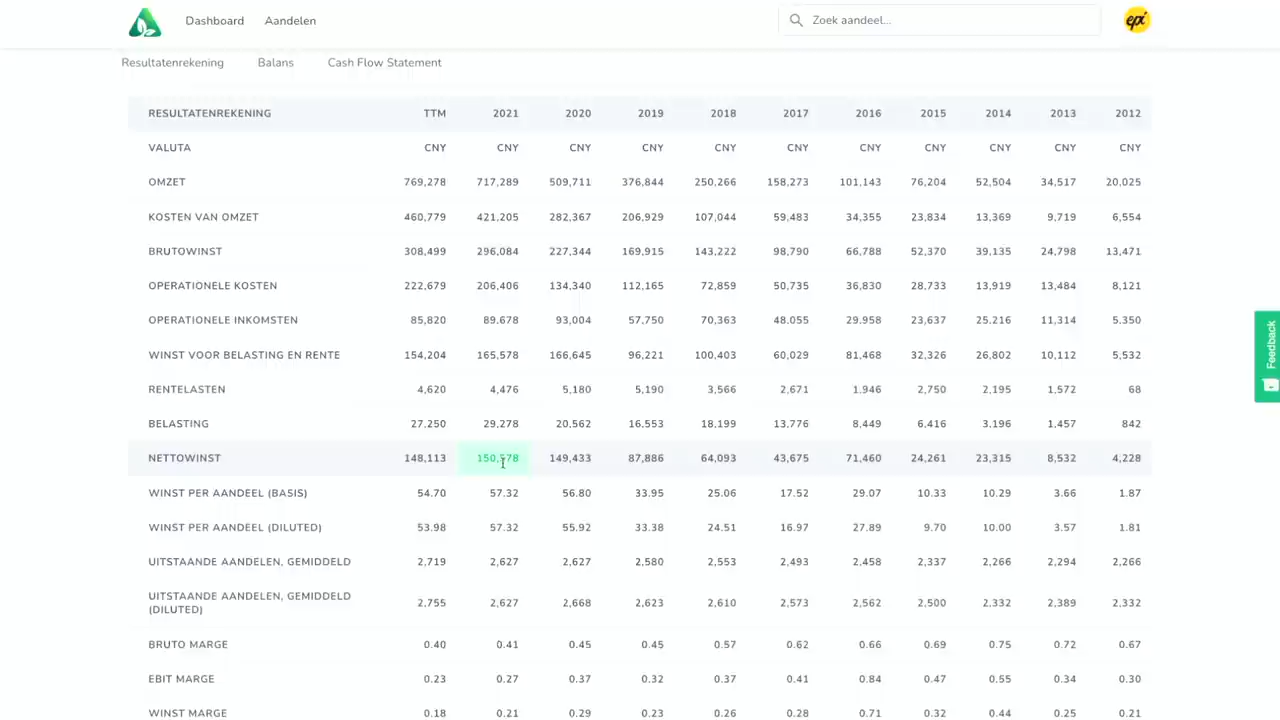 Dashboard Aandelen Zoek aandeel... epi
Resultatenrekening Balans Cash Flow Statement
RESULTATENREKENING TTM 2021 2020 2019 2018 2017 2016 2015 2014 2013 2012
VALUTA CNY CNY CNY CNY CNY CNY CNY CNY CNY CNY CNY
OMZET 769,278 717,289 509,711 376,844 250,266 158,273 101,143 76,204 52,504 34,517 20,025
KOSTEN VAN OMZET 460,779 421,205 282,367 206,929 107,044 59,483 34,355 23,834 13,369 9,719 6,554
BRUTOWINST 308,499 296,084 227,344 169,915 143,222 98,790 66,788 52,370 39,135 24,798 13,471
OPERATIONELE KOSTEN 222,679 206,406 134,340 112,165 72,859 50,735 36,830 28,733 13,919 13,484 8,121
OPERATIONELE INKOMSTEN 85,820 89,678 93,004 57,750 70,363 48,055 29,958 23,637 25,216 11,314 5,350
WINST VOOR BELASTING EN RENTE 154,204 165,578 166,645 96,221 100,403 60,029 81,468 32,326 26,802 10,112 5,532
RENTELASTEN 4,620 4,476 5,180 5,190 3,566 2,671 1,946 2,750 2,195 1,572 68
BELASTING 27,250 29,278 20,562 16,553 18,199 13,776 8,449 6,416 3,196 1,457 842
NETTOWINST 148,113 150,578 149,433 87,886 64,093 43,675 71,460 24,261 23,315 8,532 4,228
WINST PER AANDEEL (BASIS) 54.70 57.32 56.80 33.95 25.06 17.52 29.07 10.33 10.29 3.66 1.87
WINST PER AANDEEL (DILUTED) 53.98 57.32 55.92 33.38 24.51 16.97 27.89 9.70 10.00 3.57 1.81
UITSTAANDE AANDELEN, GEMIDDELD 2,719 2,627 2,627 2,580 2,553 2,493 2,458 2,337 2,266 2,294 2,266
UITSTAANDE AANDELEN, GEMIDDELD
(DILUTED) 2,755 2,627 2,668 2,623 2,610 2,573 2,562 2,500 2,332 2,389 2,332
BRUTO MARGE 0.40 0.41 0.45 0.45 0.57 0.62 0.66 0.69 0.75 0.72 0.67
EBIT MARGE 0.23 0.27 0.37 0.32 0.37 0.41 0.84 0.47 0.55 0.34 0.30
WINST MARGE 0.18 0.21 0.29 0.23 0.26 0.28 0.71 0.32 0.44 0.25 0.21
Feedback